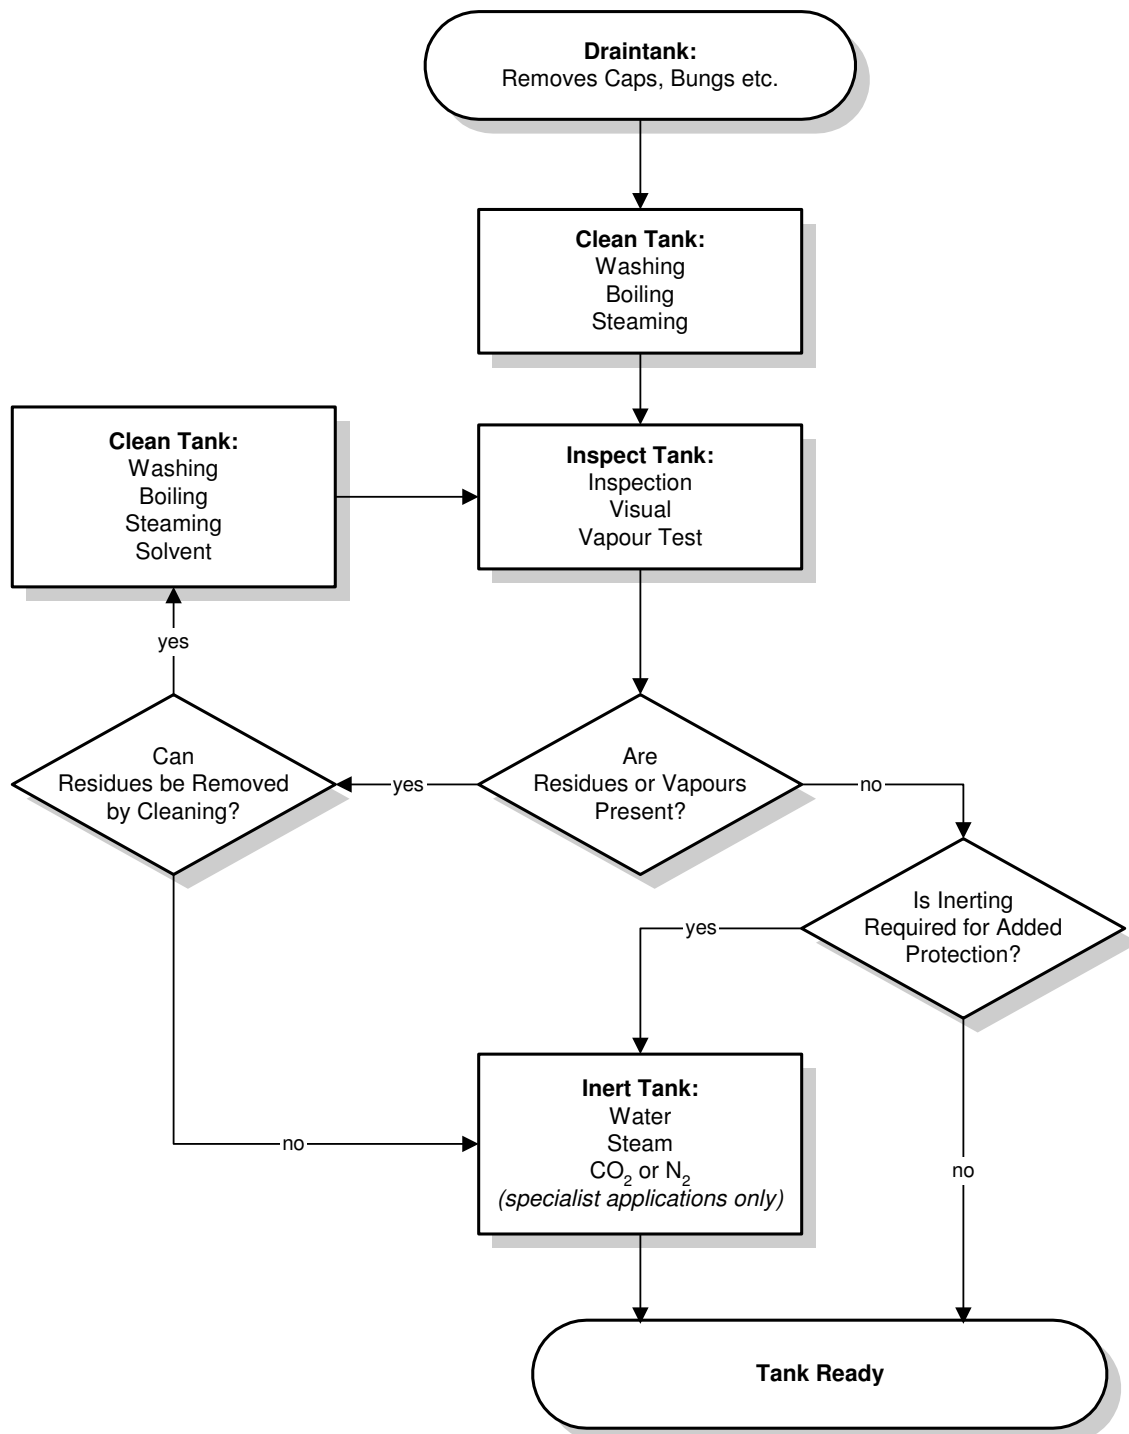 Draintank:
Removes Caps, Bungs etc.
Clean Tank:
Washing
Boiling
Steaming
Clean Tank:
Washing
Boiling
Steaming
Solvent
Inspect Tank:
Inspection
Visual
Vapour Test
yes
Can
Residues be Removed
by Cleaning?
yes
Are
Residues or Vapours
Present?
no
Is Inerting
Required for Added
Protection?
yes
Inert Tank:
Water
Steam
CO₂ or N₂
(specialist applications only)
no
no
Tank Ready